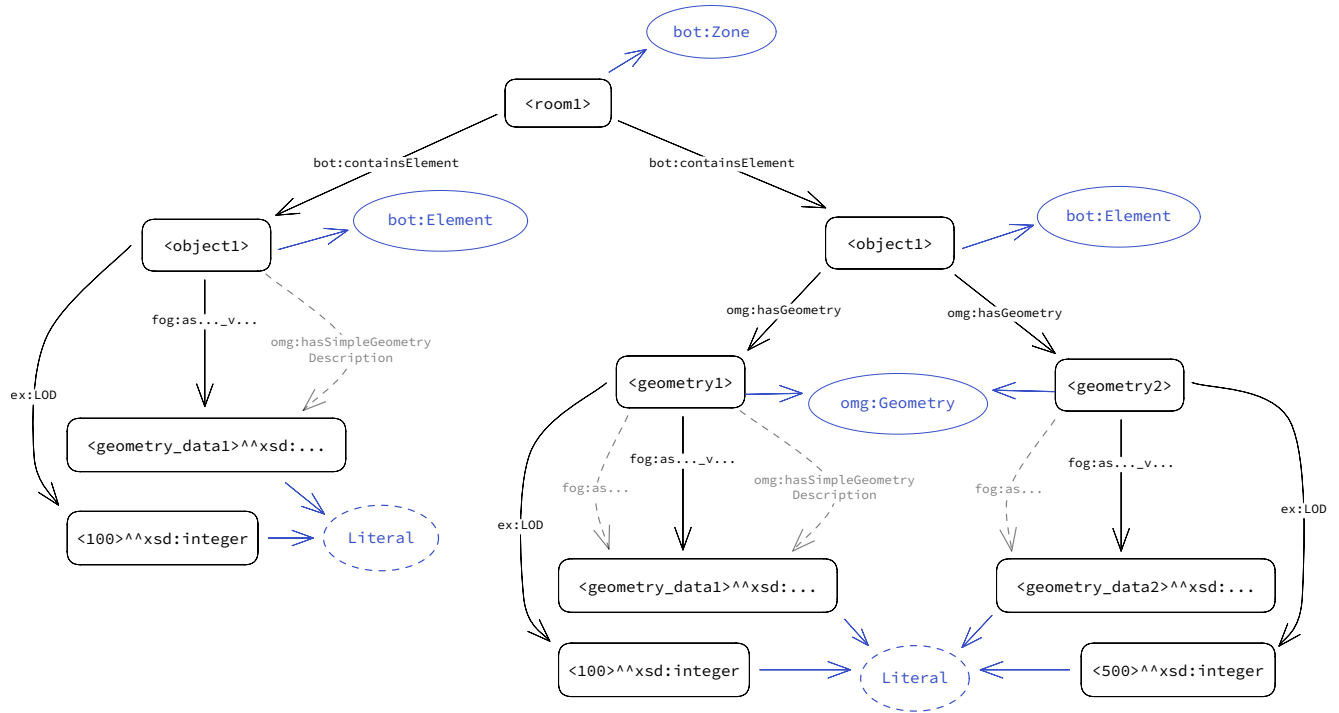 bot:Zone
<room1>
bot:containsElement
bot:containsElement
bot:Element
<object1>
bot:Element
<object1>
fog:as..._v...
omg:hasSimpleGeometry
Description
ex:LOD
<geometry_data1>^^xsd:...
<100>^^xsd:integer
Literal
omg:hasGeometry
omg:hasGeometry
<geometry1>
omg:Geometry
<geometry2>
fog:as...
fog:as..._v...
omg:hasSimpleGeometry
Description
ex:LOD
fog:as...
fog:as..._v...
ex:LOD
<geometry_data1>^^xsd:...
<geometry_data2>^^xsd:...
<100>^^xsd:integer
Literal
<500>^^xsd:integer